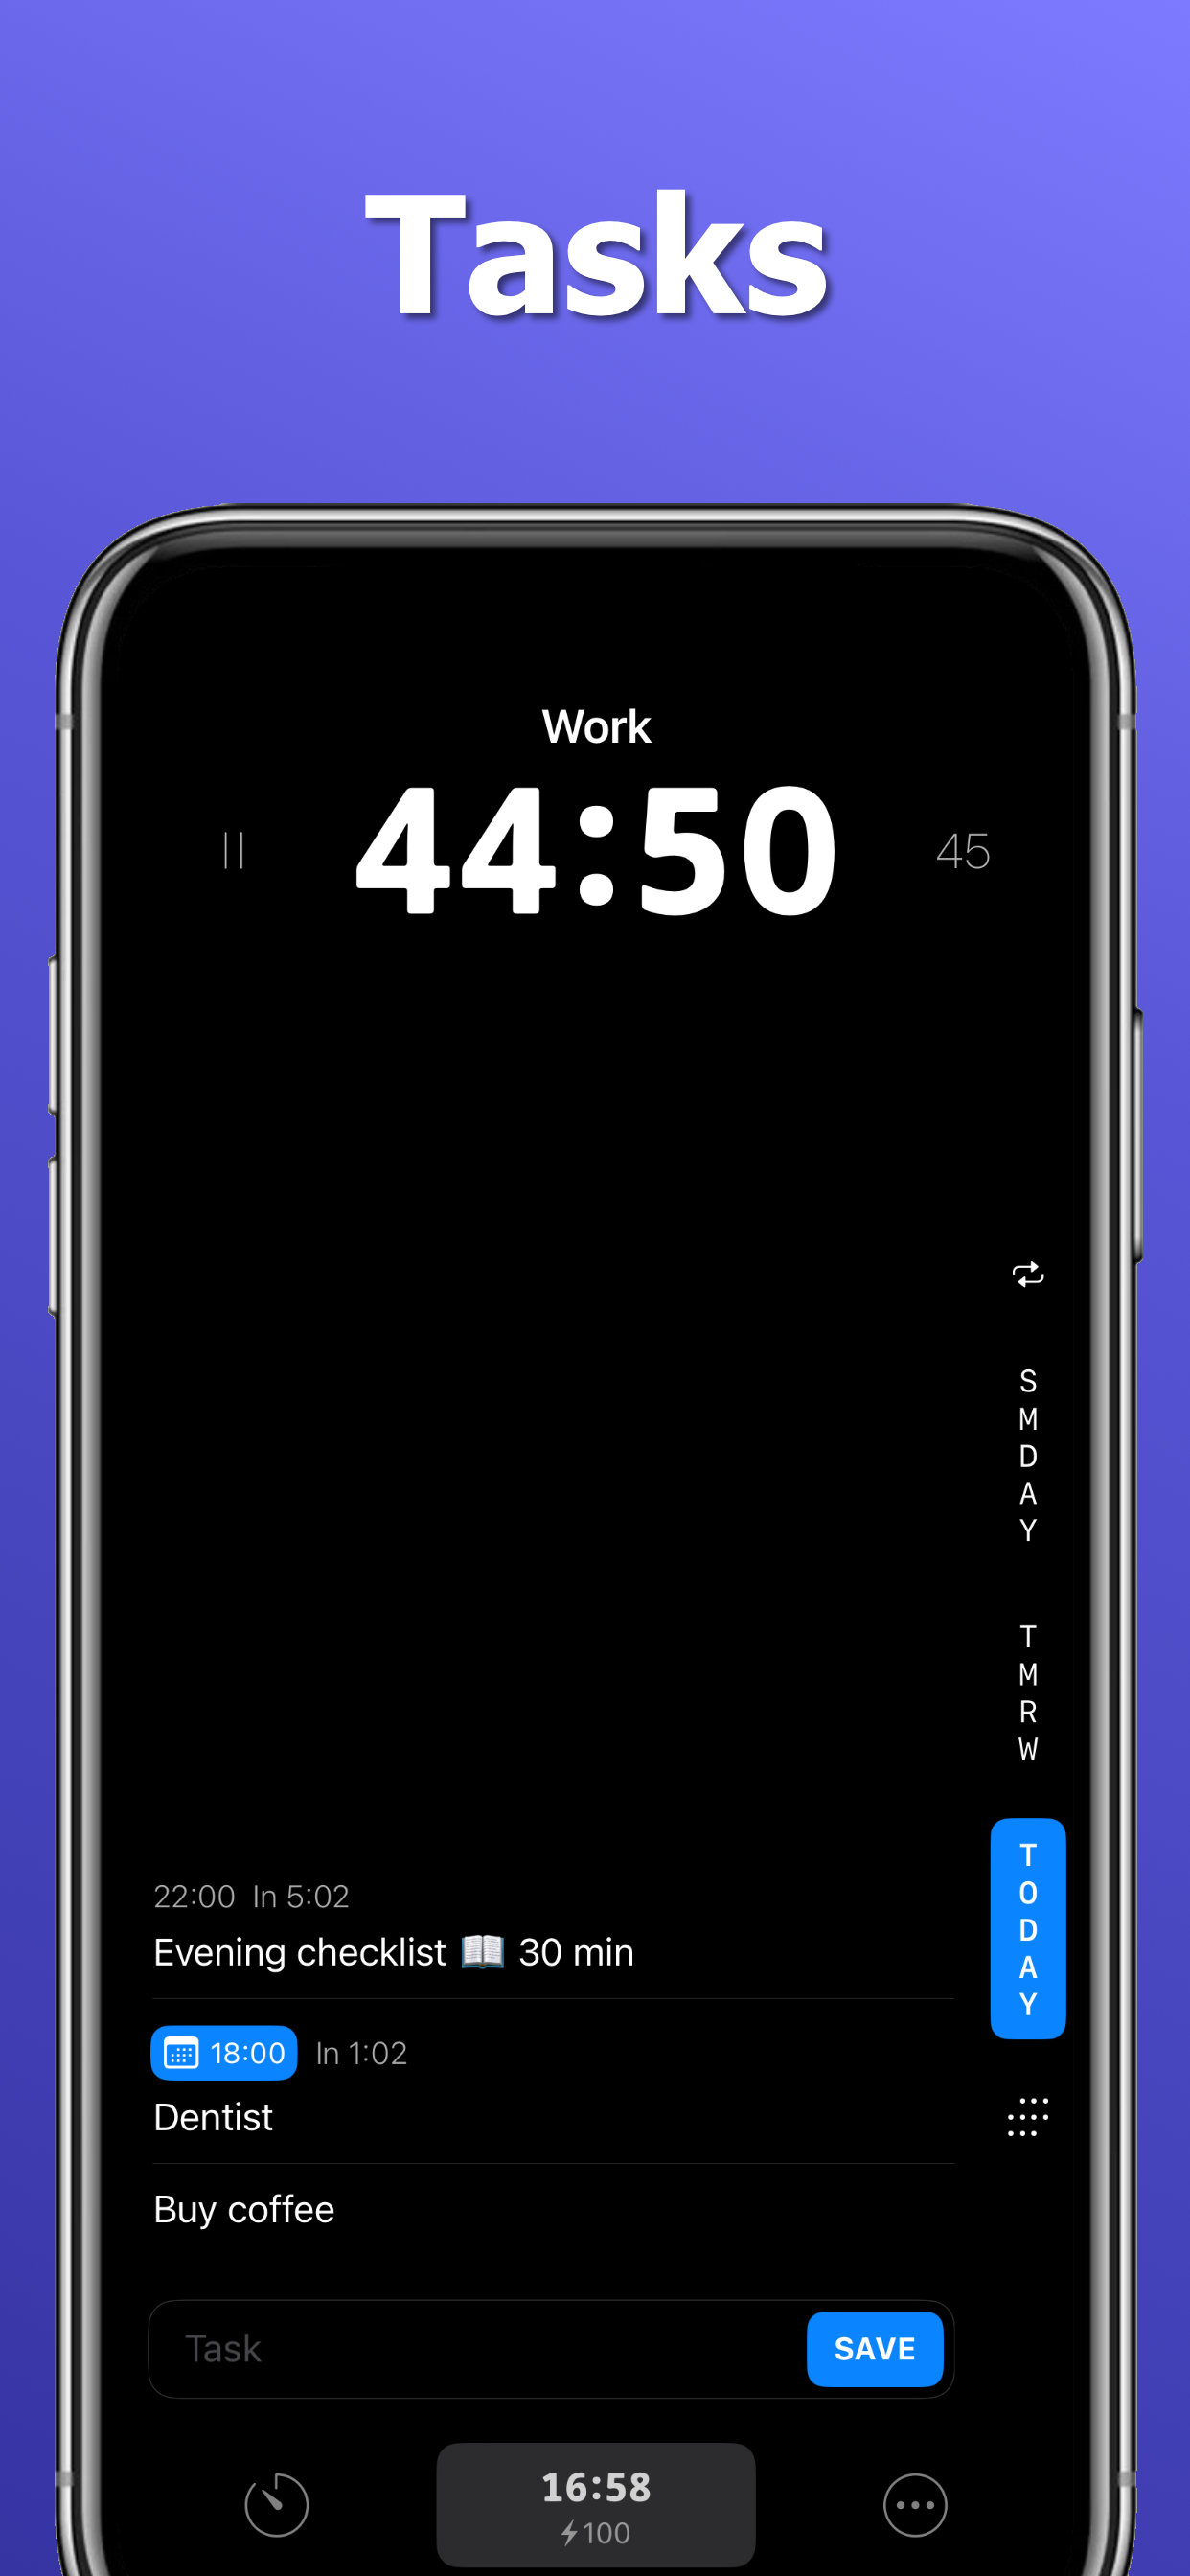 Tasks
Work
44:50
45
SMDAY
TMRW
TODAY
22:00 In 5:02
Evening checklist 📖 30 min
18:00 In 1:02
Dentist
Buy coffee
Task
SAVE
16:58
100